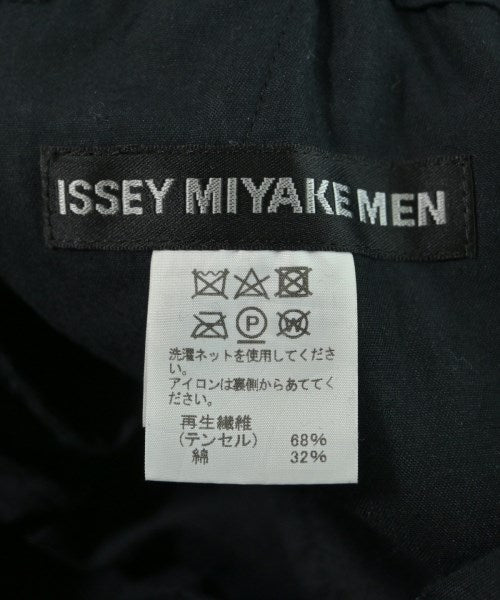 ISSEY MIYAKE MEN
P W
洗濯ネットを使用してくださ
い。
アイロンは裏側からあててく
ださい。
再生繊維
(テンセル) 68%
綿 32%